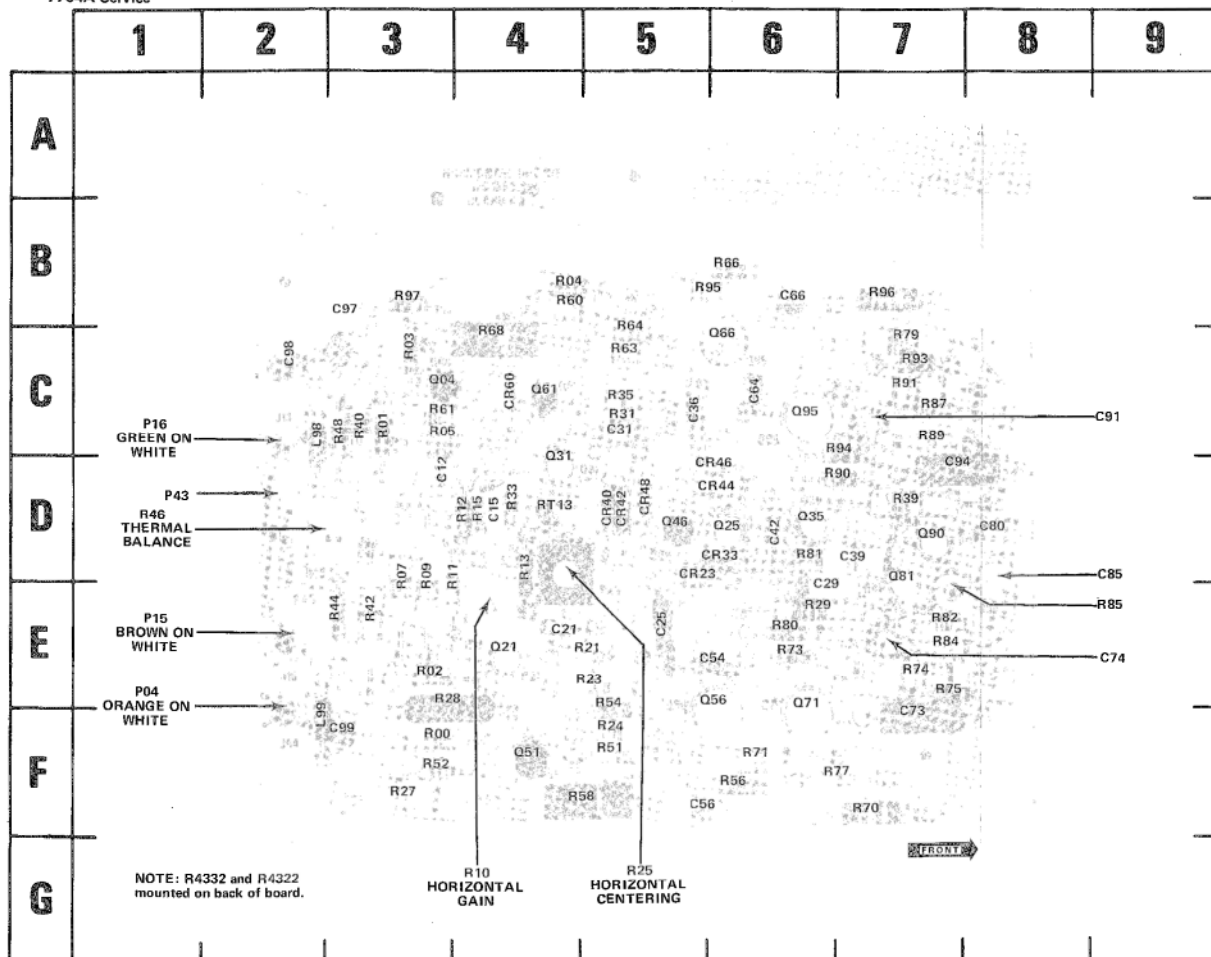 7704A Service
1 2 3 4 5 6 7 8 9
A
B
R66
R04 R95
R60 C66 R96
C97 R97
R68 R64 Q66 R79
C98 R03 R63 R93
C
Q04 CR60 Q61 C64 R91
R35 R87
R61 R31 C36 Q95 C91
L98 R48 R40 R01 R05 C31 R89
P16
GREEN ON
WHITE
R94
C12 Q31 CR46 R90 C94
CR44
P43
D
R12 R15 C15 R33 RT13 CR40 CR42 CR48 R39
R46
THERMAL
BALANCE
Q46 Q25 C42 Q35 Q90 C80
CR33 R81 C39
R07 R09 R11 R13 CR23 C29 Q81 C85
R44 R42 R29 R85
P15
BROWN ON
WHITE
C21 C25 R80 R82
E
Q21 R21 R73 R84
C54 C74
R02 R74
R23 R75
P04
ORANGE ON
WHITE
R28 R54 Q56 Q71 C73
L99 C99 R00 R24
Q51 R51 R71
F
R52 R56 R77
R27 R58 C56 R70
FRONT
G
NOTE: R4332 and R4322
mounted on back of board.
R10
HORIZONTAL
GAIN
R25
HORIZONTAL
CENTERING